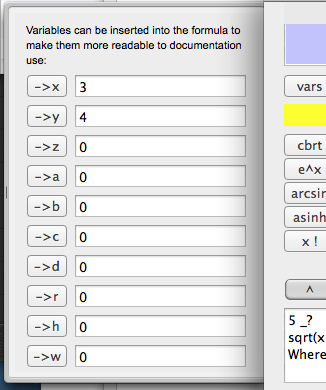 Variables can be inserted into the formula to
make them more readable to documentation
use:
->x 3
->y 4
->z 0
->a 0
->b 0
->c 0
->d 0
->r 0
->h 0
->w 0
vars
cbrt
e^x
arcsin
asinh
x !
^
5 _?
sqrt(x
Where